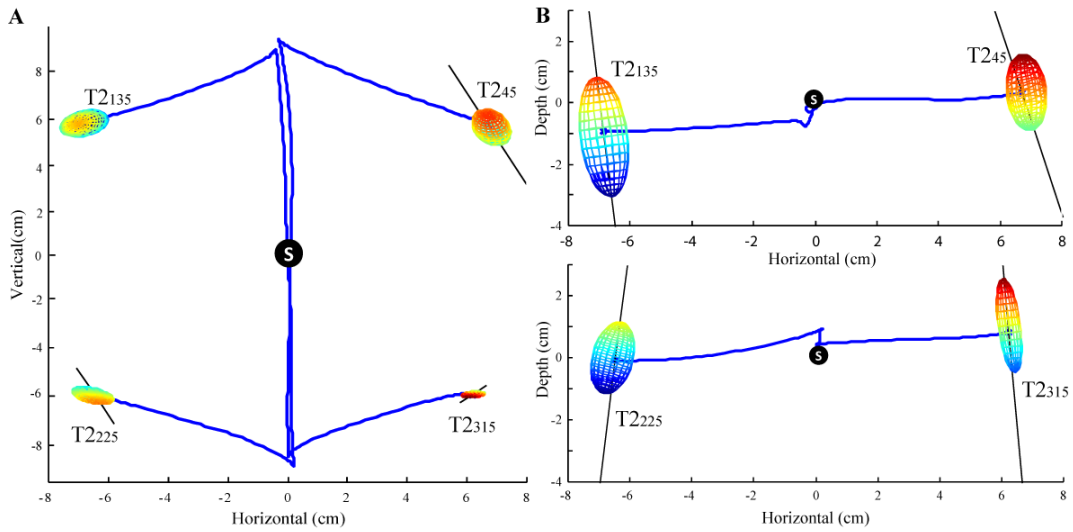 A
8
6
4
2
0
-2
-4
-6
-8
Vertical(cm)
T2135
T245
S
T2225
T2315
-8 -6 -4 -2 0 2 4 6 8
Horizontal (cm)
B
2
0
-2
-4
Depth (cm)
T2135
T245
S
-8 -6 -4 -2 0 2 4 6 8
Horizontal (cm)
2
0
-2
-4
Depth (cm)
S
T2225
T2315
-8 -6 -4 -2 0 2 4 6 8
Horizontal (cm)